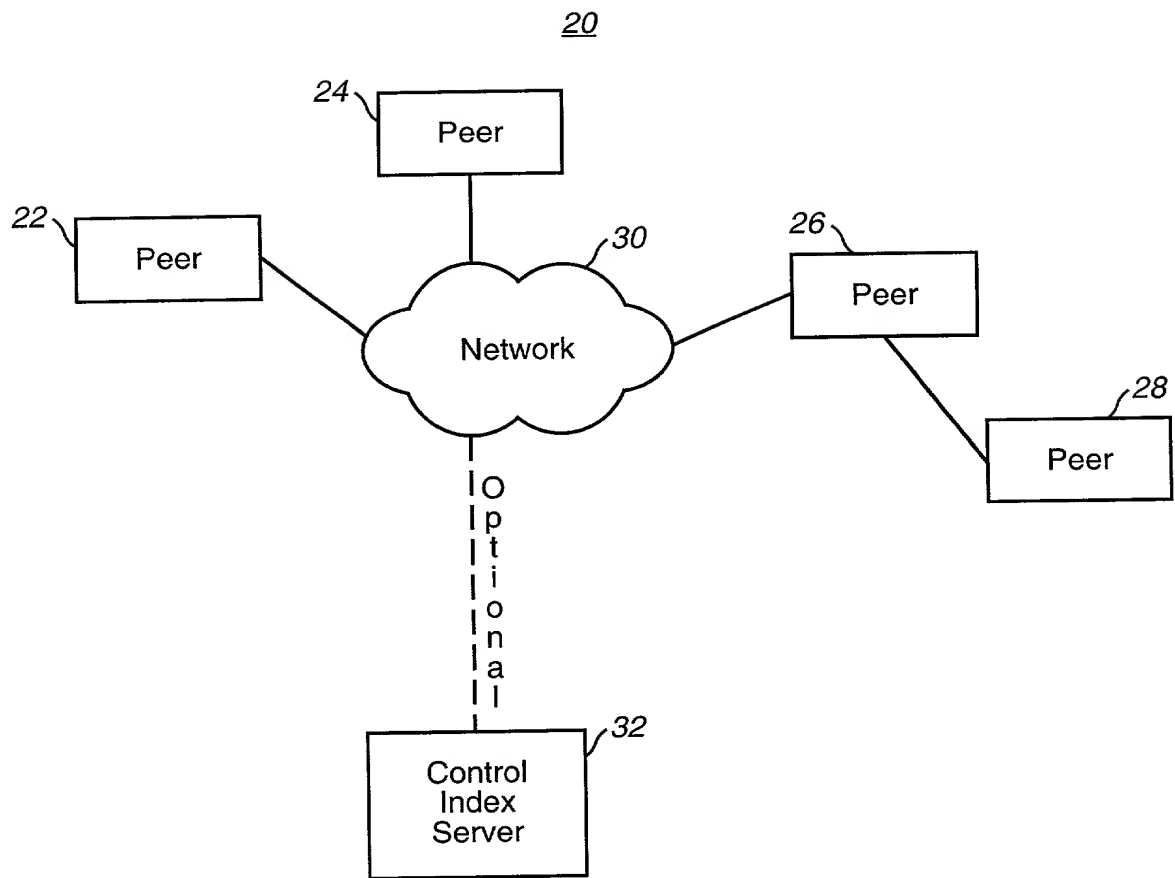 20
24
Peer
22
Peer
26
Peer
30
Network
28
Peer
Optional
32
Control
Index
Server